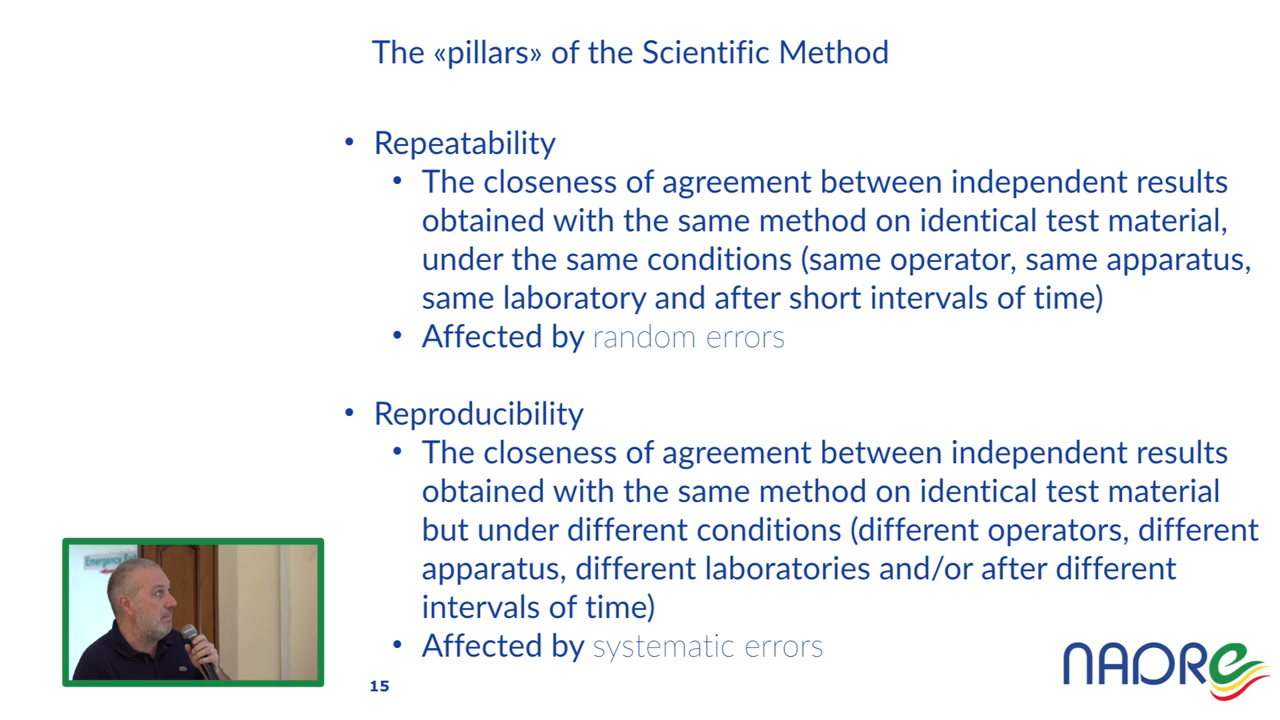 The «pillars» of the Scientific Method
• Repeatability
• The closeness of agreement between independent results
obtained with the same method on identical test material,
under the same conditions (same operator, same apparatus,
same laboratory and after short intervals of time)
• Affected by random errors
• Reproducibility
• The closeness of agreement between independent results
obtained with the same method on identical test material
but under different conditions (different operators, different
apparatus, different laboratories and/or after different
intervals of time)
• Affected by systematic errors
Emergency
15
NADRe